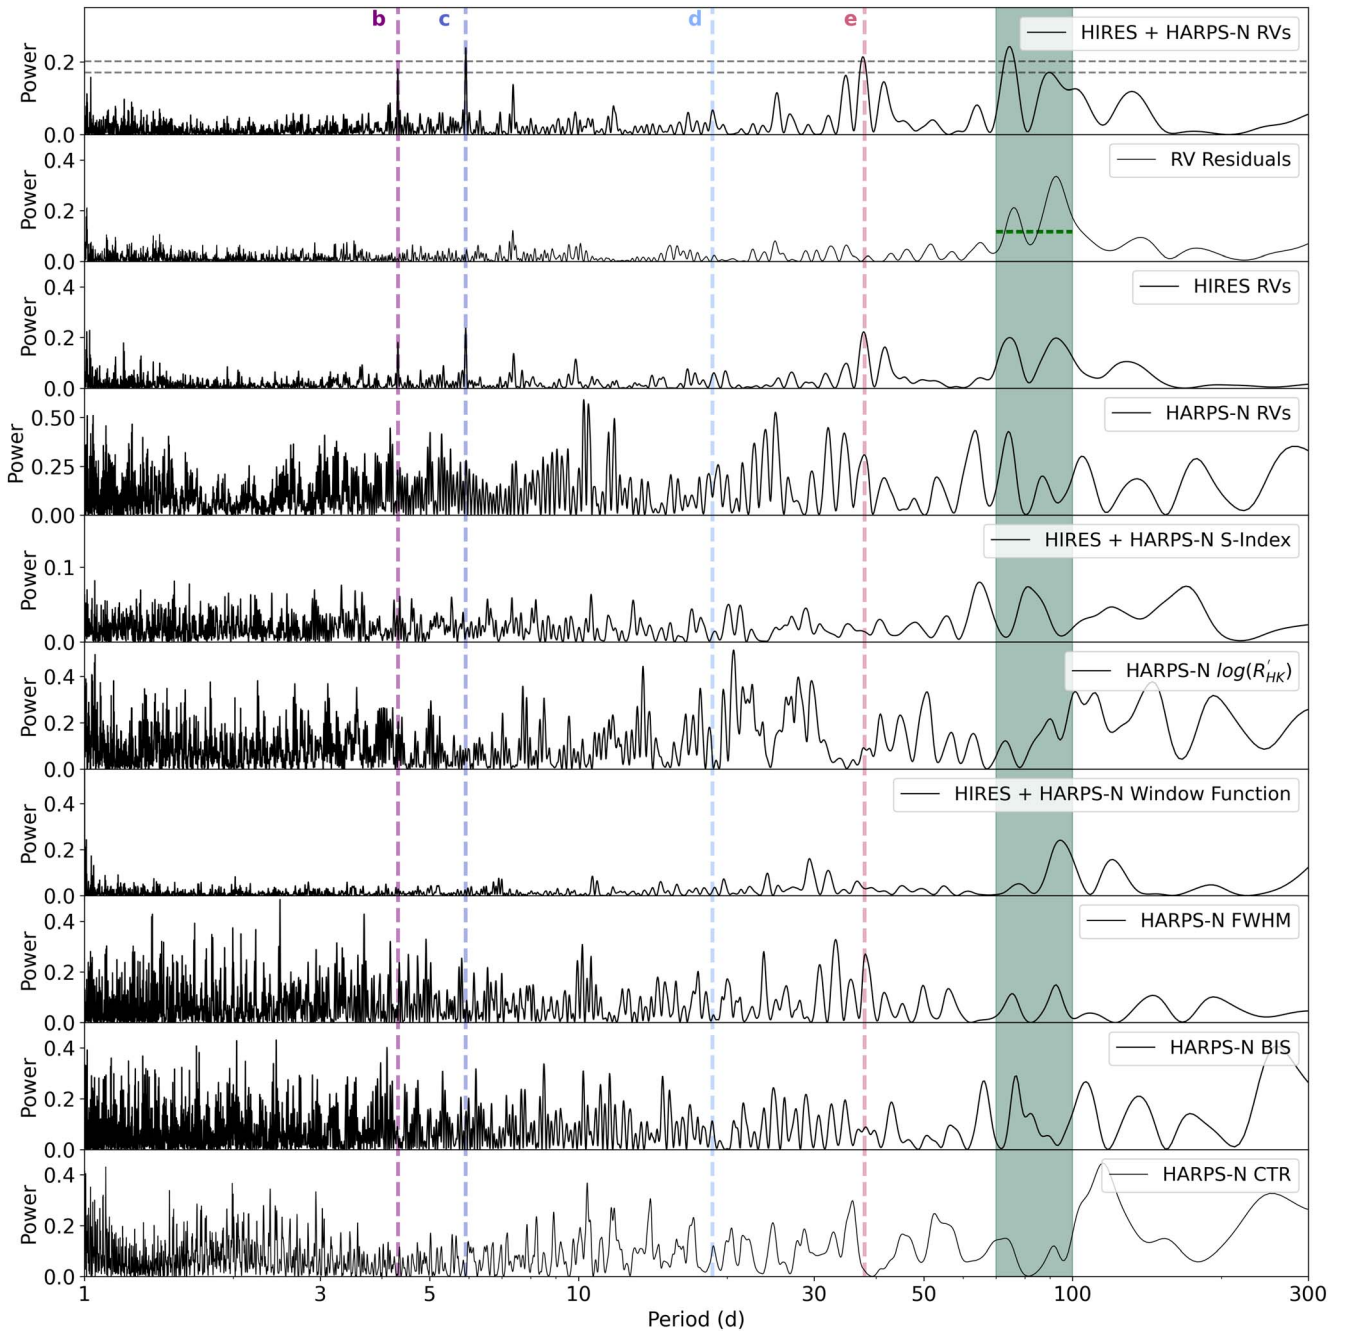 b c d e
HIRES + HARPS-N RVs
Power
0.2
0.0
RV Residuals
Power
0.4
0.2
0.0
HIRES RVs
Power
0.4
0.2
0.0
HARPS-N RVs
Power
0.50
0.25
0.00
HIRES + HARPS-N S-Index
Power
0.1
0.0
HARPS-N log(R'HK)
Power
0.4
0.2
0.0
HIRES + HARPS-N Window Function
Power
0.4
0.2
0.0
HARPS-N FWHM
Power
0.4
0.2
0.0
HARPS-N BIS
Power
0.4
0.2
0.0
HARPS-N CTR
Power
0.4
0.2
0.0
1 3 5 10 30 50 100 300
Period (d)